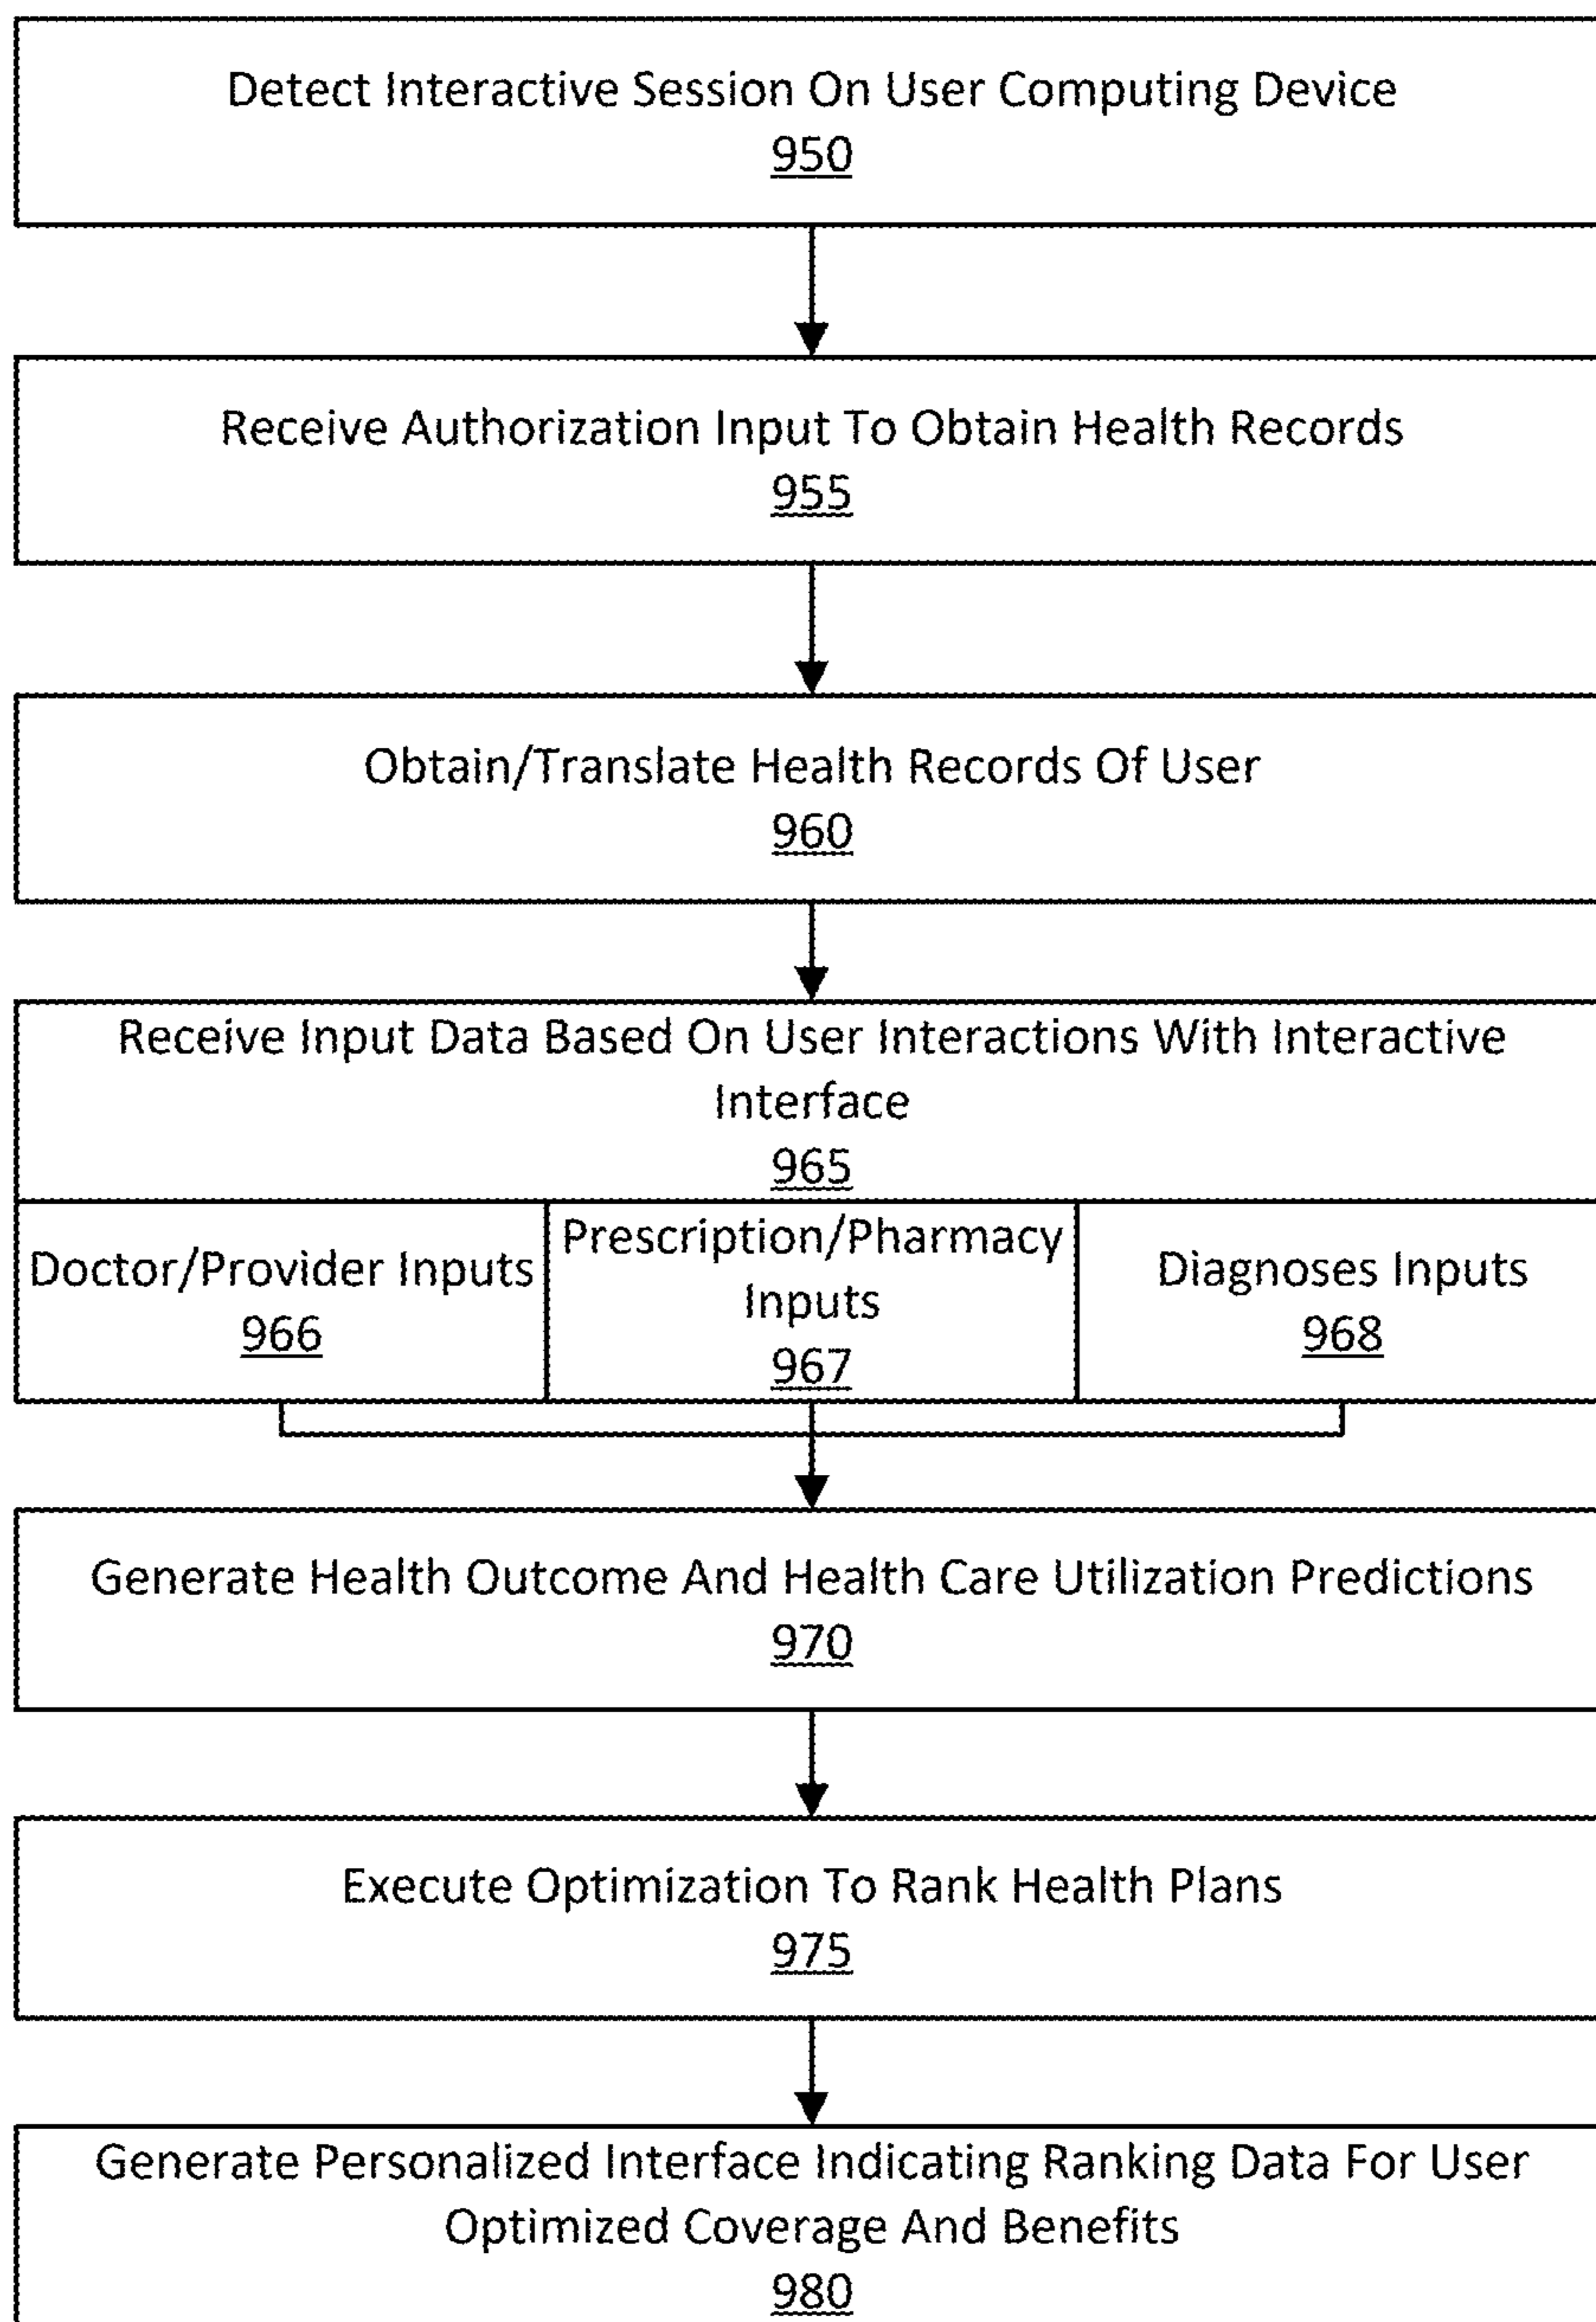 Detect Interactive Session On User Computing Device
950
Receive Authorization Input To Obtain Health Records
955
Obtain/Translate Health Records Of User
960
Receive Input Data Based On User Interactions With Interactive
Interface
965
Doctor/Provider Inputs
966
Prescription/Pharmacy
Inputs
967
Diagnoses Inputs
968
Generate Health Outcome And Health Care Utilization Predictions
970
Execute Optimization To Rank Health Plans
975
Generate Personalized Interface Indicating Ranking Data For User
Optimized Coverage And Benefits
980